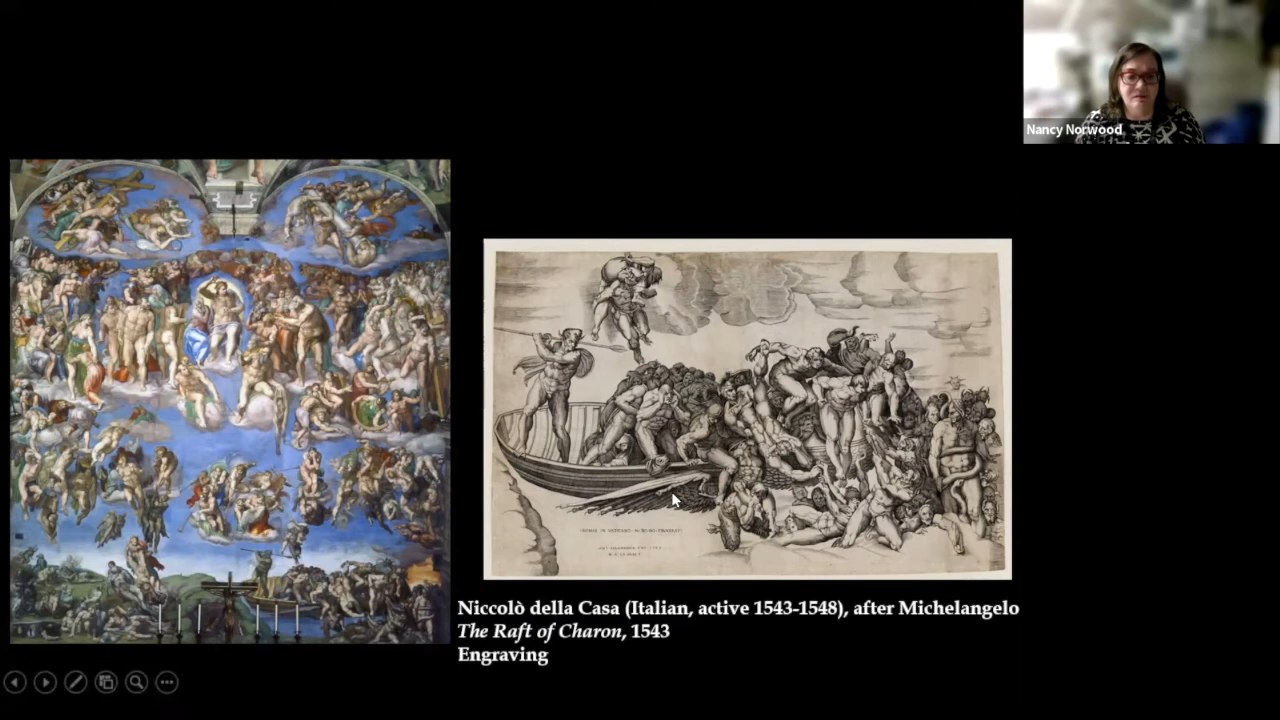 Nancy Norwood
Niccolò della Casa (Italian, active 1543-1548), after Michelangelo
The Raft of Charon, 1543
Engraving